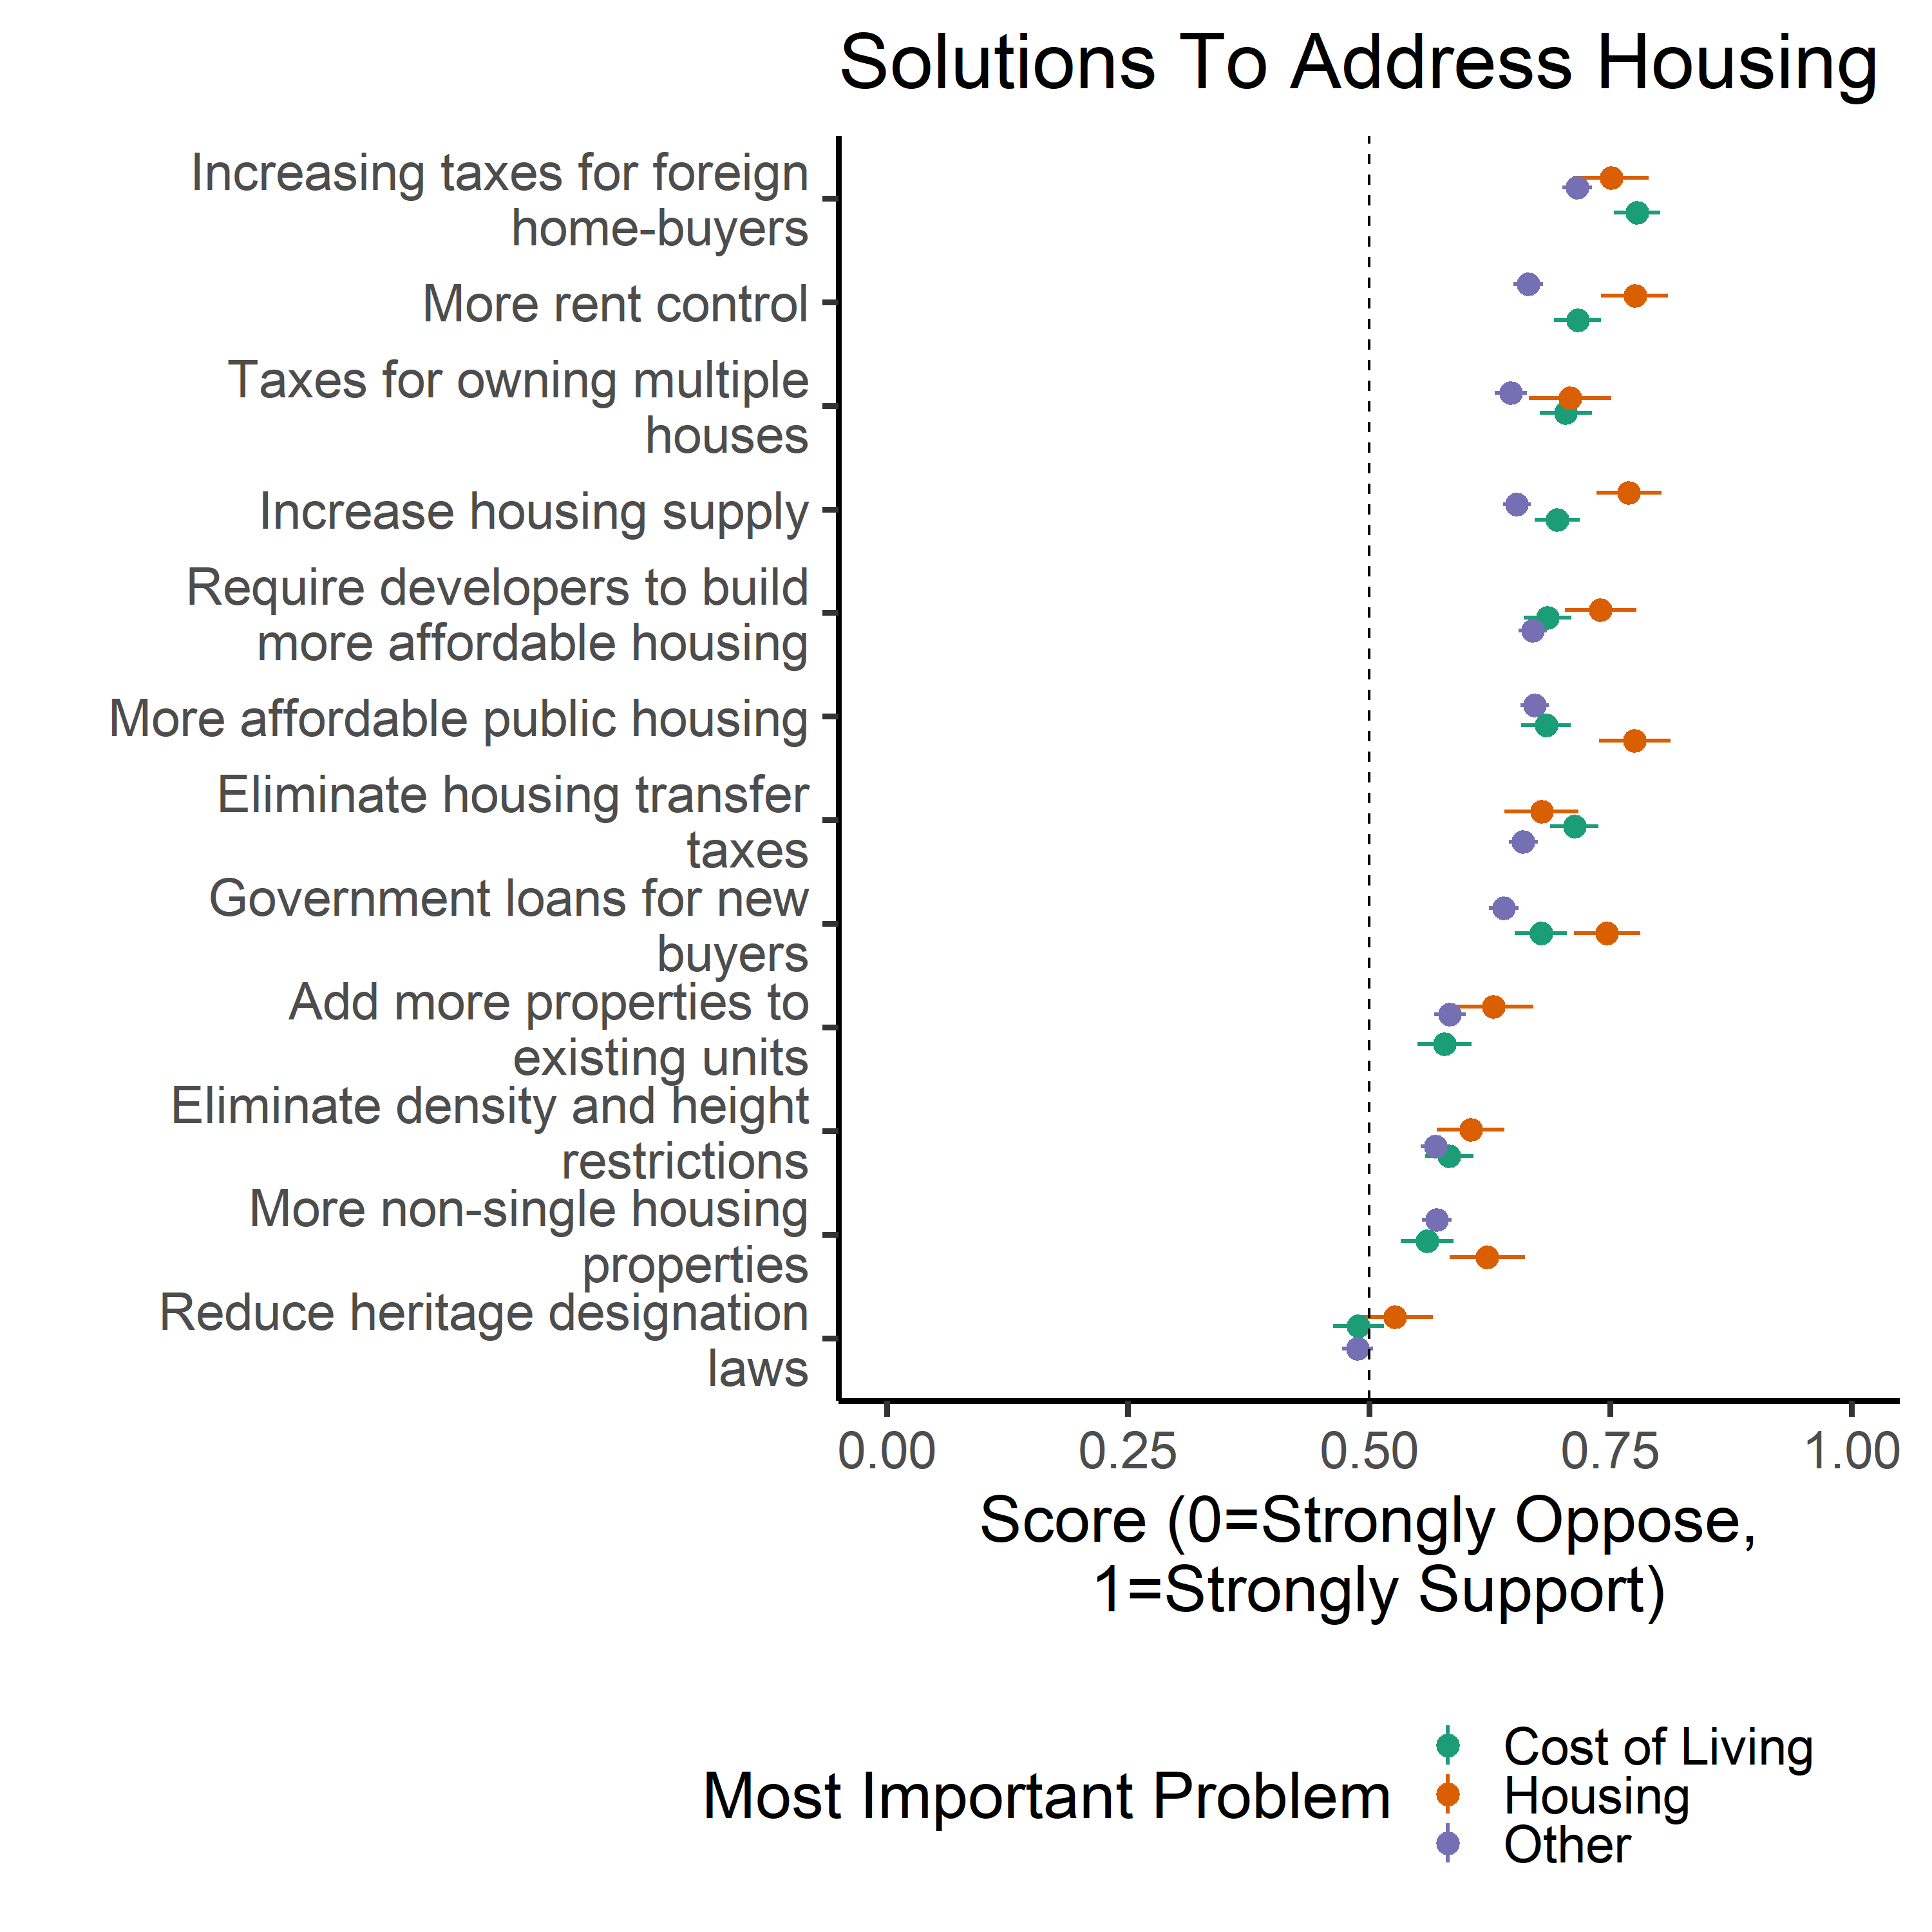 Solutions To Address Housing
Increasing taxes for foreign
home-buyers
More rent control
Taxes for owning multiple
houses
Increase housing supply
Require developers to build
more affordable housing
More affordable public housing
Eliminate housing transfer
taxes
Government loans for new
buyers
Add more properties to
existing units
Eliminate density and height
restrictions
More non-single housing
properties
Reduce heritage designation
laws
0.00 0.25 0.50 0.75 1.00
Score (0=Strongly Oppose,
1=Strongly Support)
Most Important Problem
Cost of Living
Housing
Other